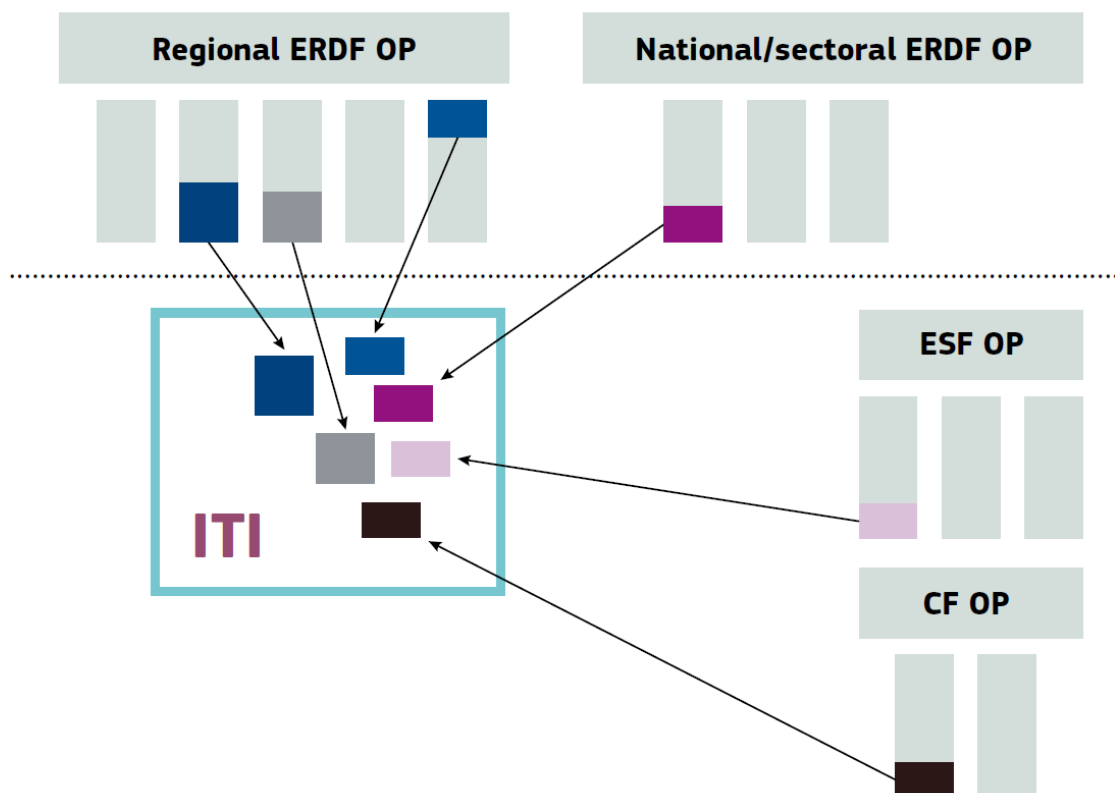 Regional ERDF OP
National/sectoral ERDF OP
ESF OP
ITI
CF OP